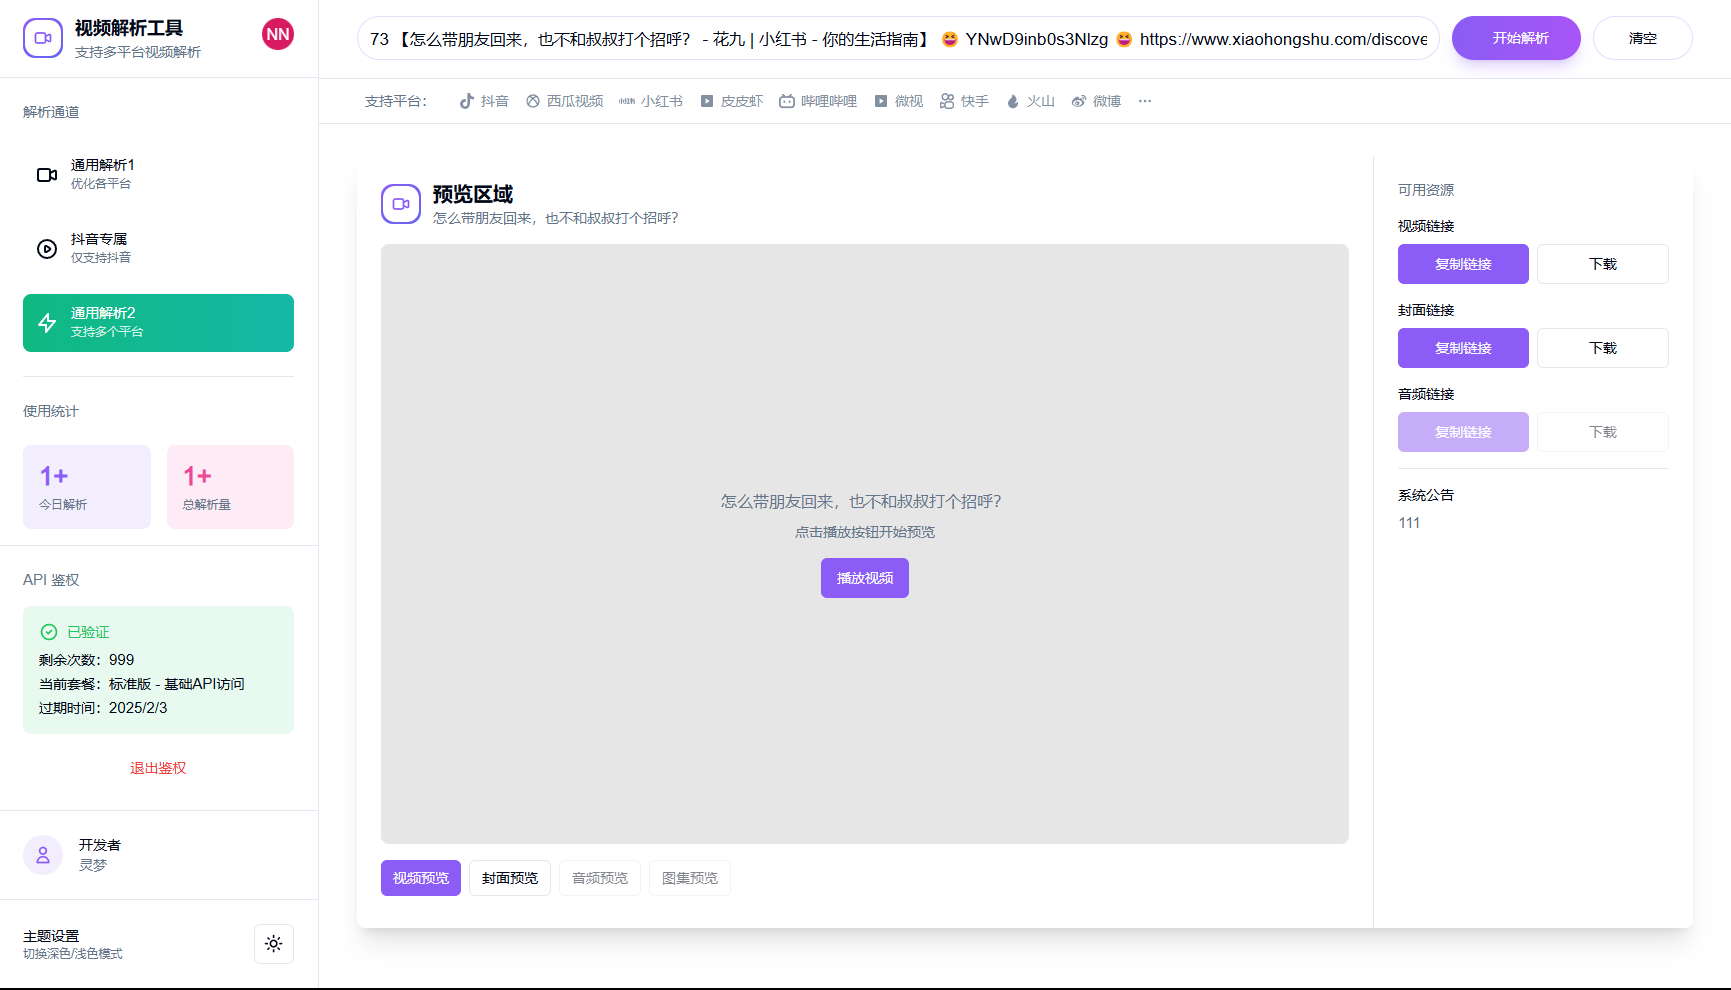 视频解析工具
支持多平台视频解析
NN
解析通道
通用解析1
优化各平台
抖音专属
仅支持抖音
通用解析2
支持多个平台
使用统计
1+
今日解析
1+
总解析量
API 鉴权
已验证
剩余次数：999
当前套餐：标准版 - 基础API访问
过期时间：2025/2/3
退出鉴权
开发者
灵梦
主题设置
切换深色/浅色模式
73 【怎么带朋友回来，也不和叔叔打个招呼？ - 花九 | 小红书 - 你的生活指南】 😆 YNwD9inb0s3Nlzg 😆 https://www.xiaohongshu.com/discove
开始解析
清空
支持平台：
抖音
西瓜视频
小红书
皮皮虾
哔哩哔哩
微视
快手
火山
微博
···
预览区域
怎么带朋友回来，也不和叔叔打个招呼？
怎么带朋友回来，也不和叔叔打个招呼？
点击播放按钮开始预览
播放视频
视频预览
封面预览
音频预览
图集预览
可用资源
视频链接
复制链接
下载
封面链接
复制链接
下载
音频链接
复制链接
下载
系统公告
111